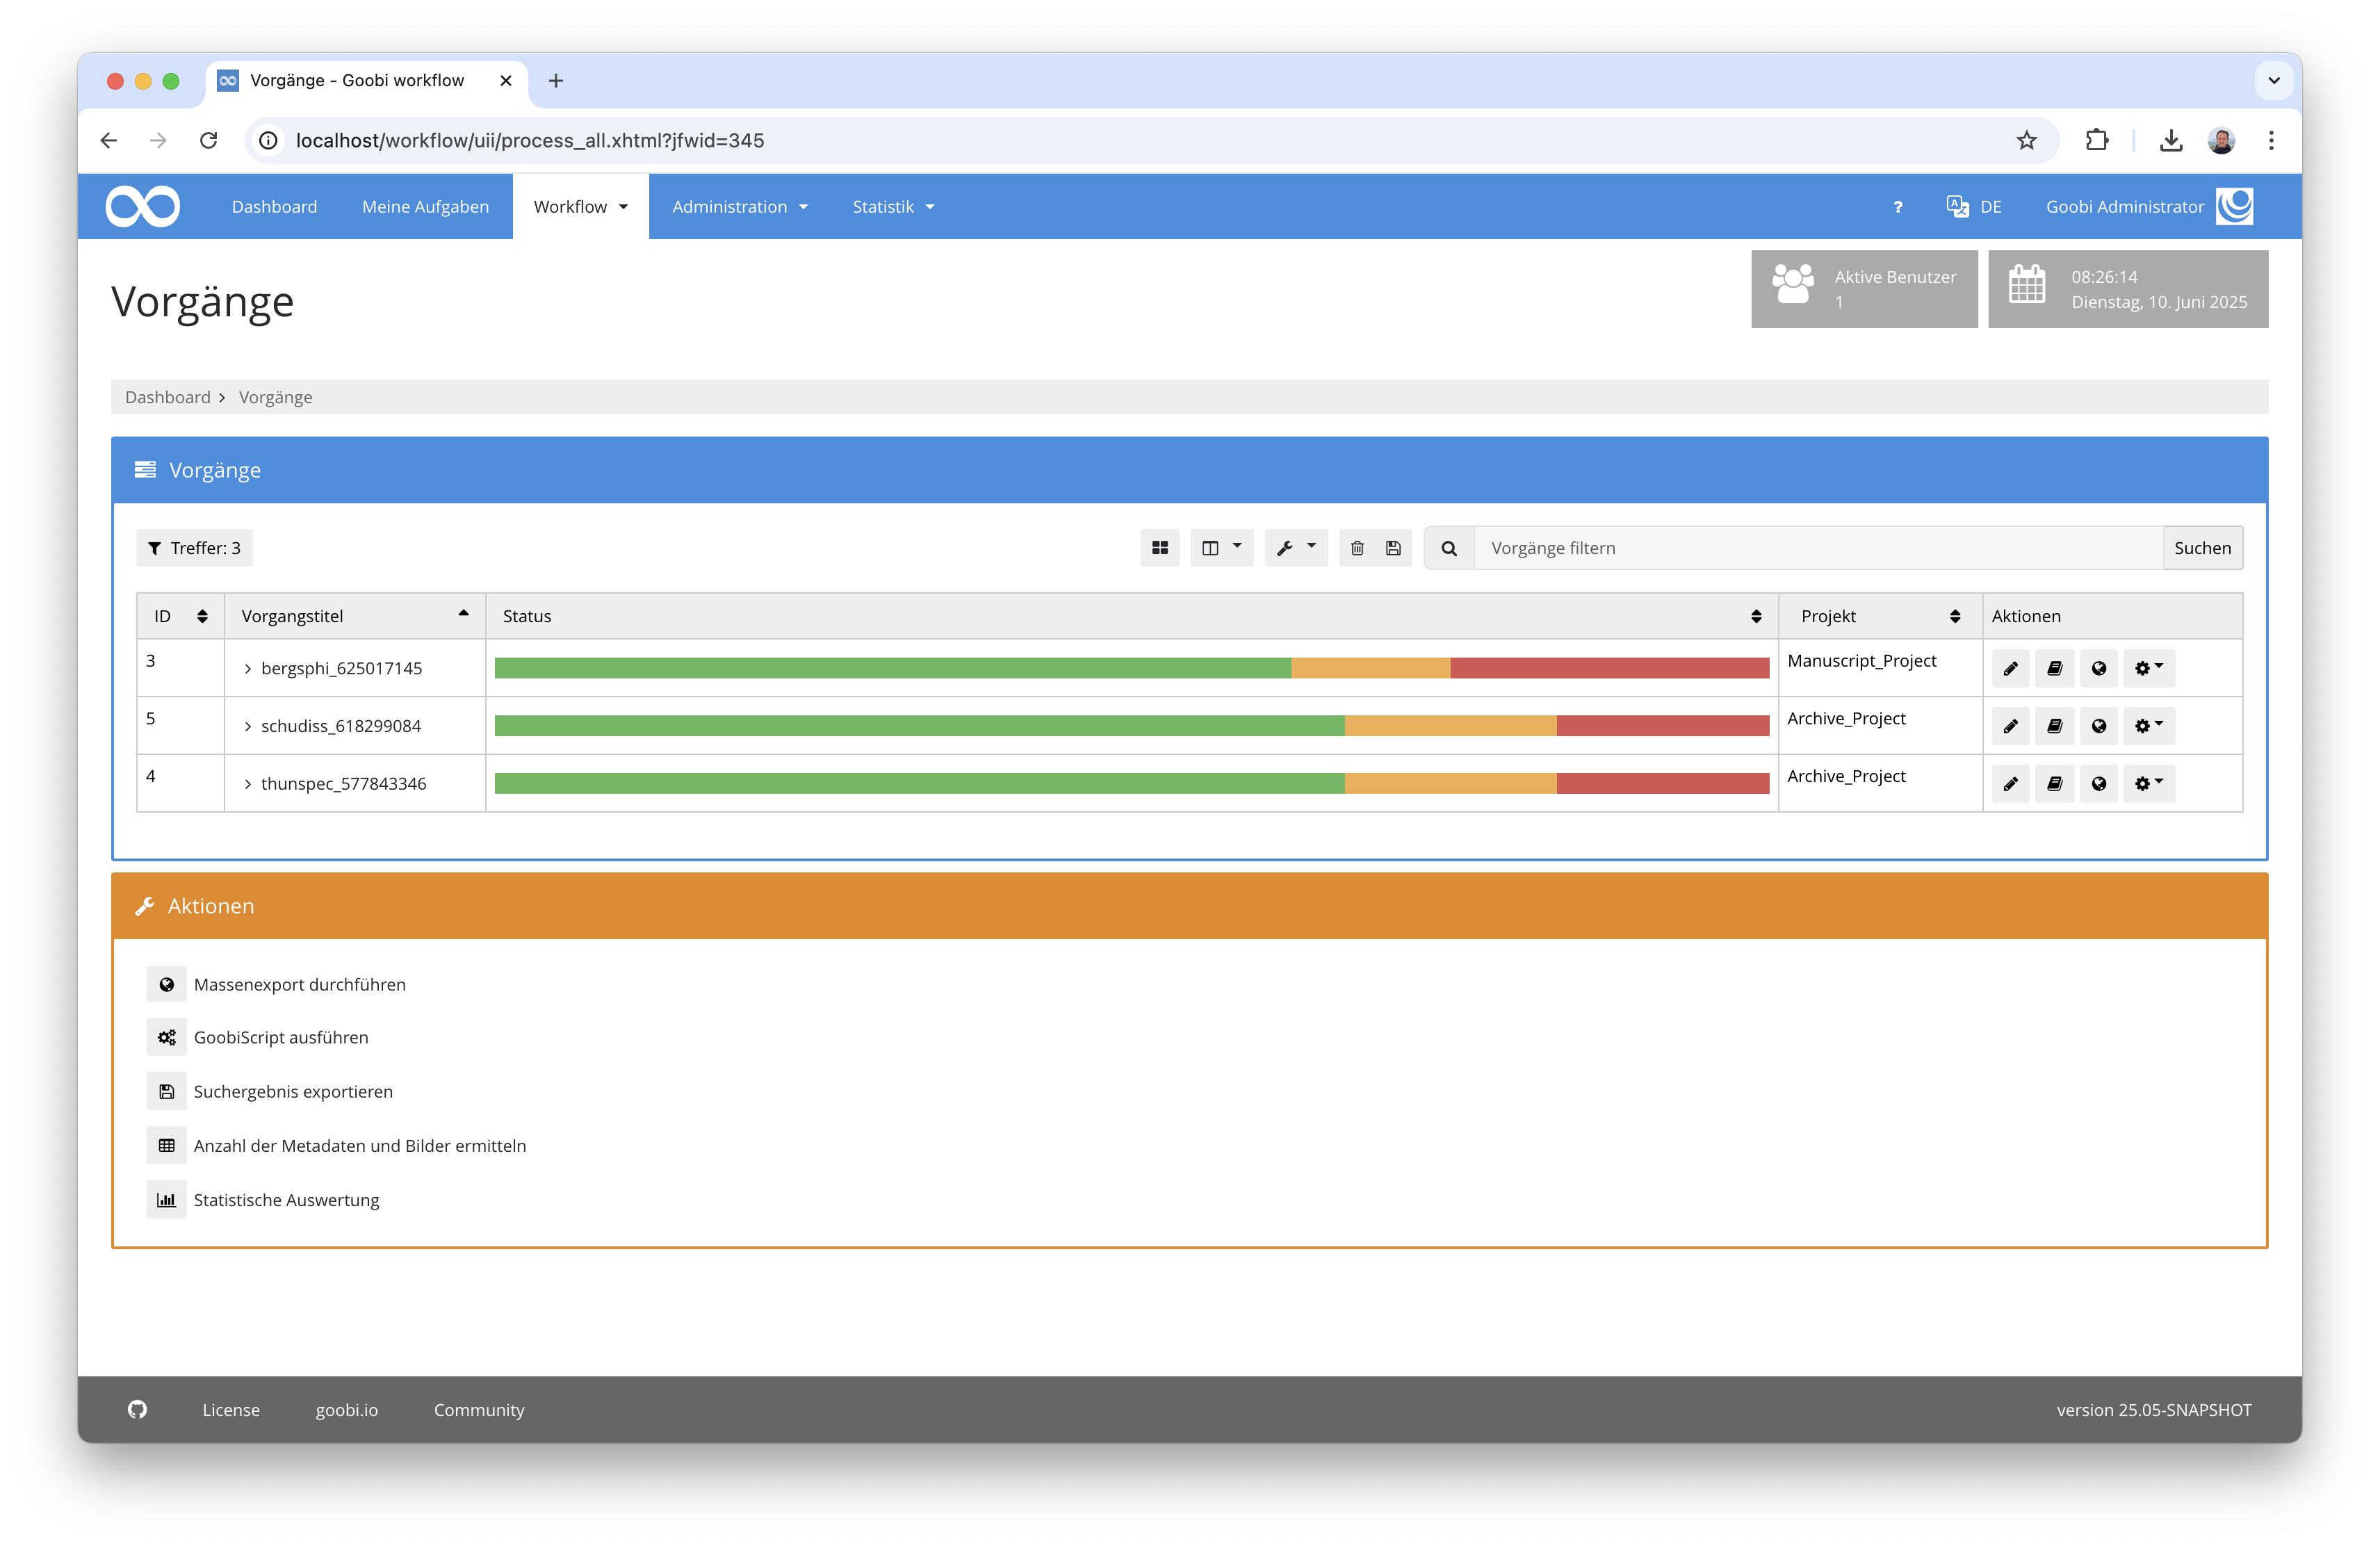 Vorgänge - Goobi workflow
localhost/workflow/uii/process_all.xhtml?jfwid=345
Dashboard Meine Aufgaben Workflow Administration Statistik ? DE Goobi Administrator
Vorgänge
Aktive Benutzer
1
08:26:14
Dienstag, 10. Juni 2025
Dashboard > Vorgänge
Vorgänge
Treffer: 3 Vorgänge filtern Suchen
ID Vorgangstitel Status Projekt Aktionen
3 bergsphi_625017145 Manuscript_Project
5 schudiss_618299084 Archive_Project
4 thunspec_577843346 Archive_Project
Aktionen
Massenexport durchführen
GoobiScript ausführen
Suchergebnis exportieren
Anzahl der Metadaten und Bilder ermitteln
Statistische Auswertung
License goobi.io Community version 25.05-SNAPSHOT